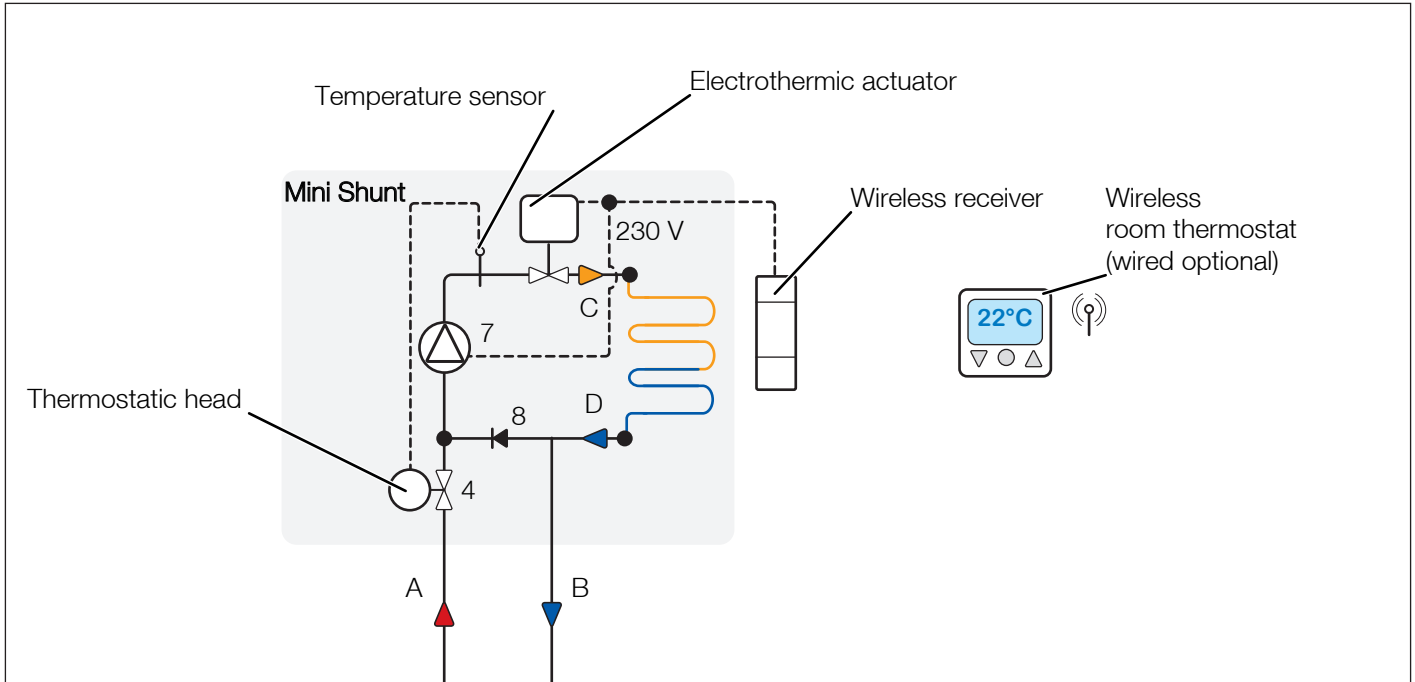 Electrothermic actuator
Temperature sensor
Mini Shunt
Wireless receiver
Wireless
room thermostat
(wired optional)
230 V
C
22°C
7
Thermostatic head
8
D
4
A
B